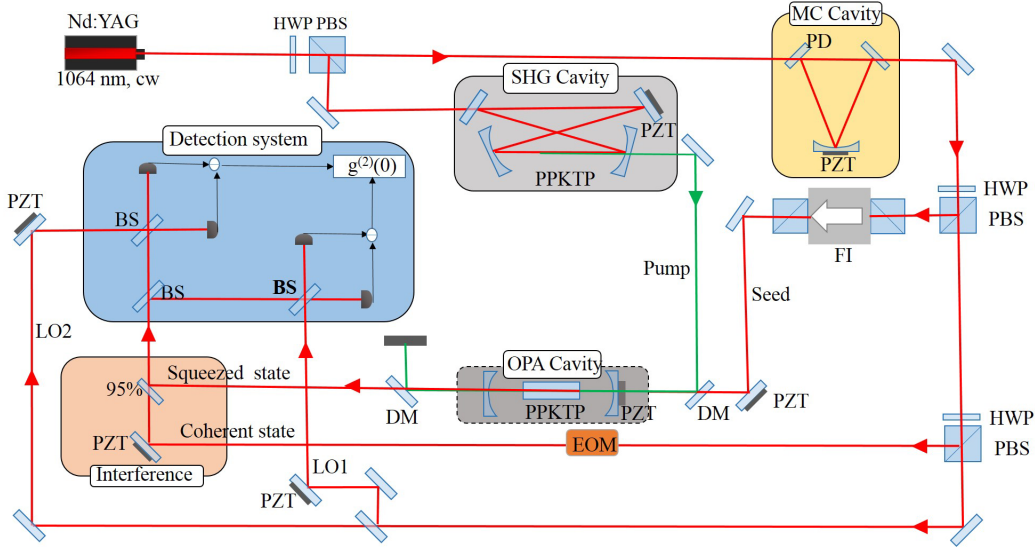 Nd:YAG
1064 nm, cw
HWP PBS
MC Cavity
PD
PZT
SHG Cavity
PZT
PPKTP
Detection system
g(2)(0)
PZT
BS
BS
BS
LO2
HWP
PBS
FI
Pump
Seed
OPA Cavity
Squeezed state
95%
DM
PPKTP
PZT
DM
PZT
Coherent state
PZT
Interference
EOM
HWP
PBS
LO1
PZT